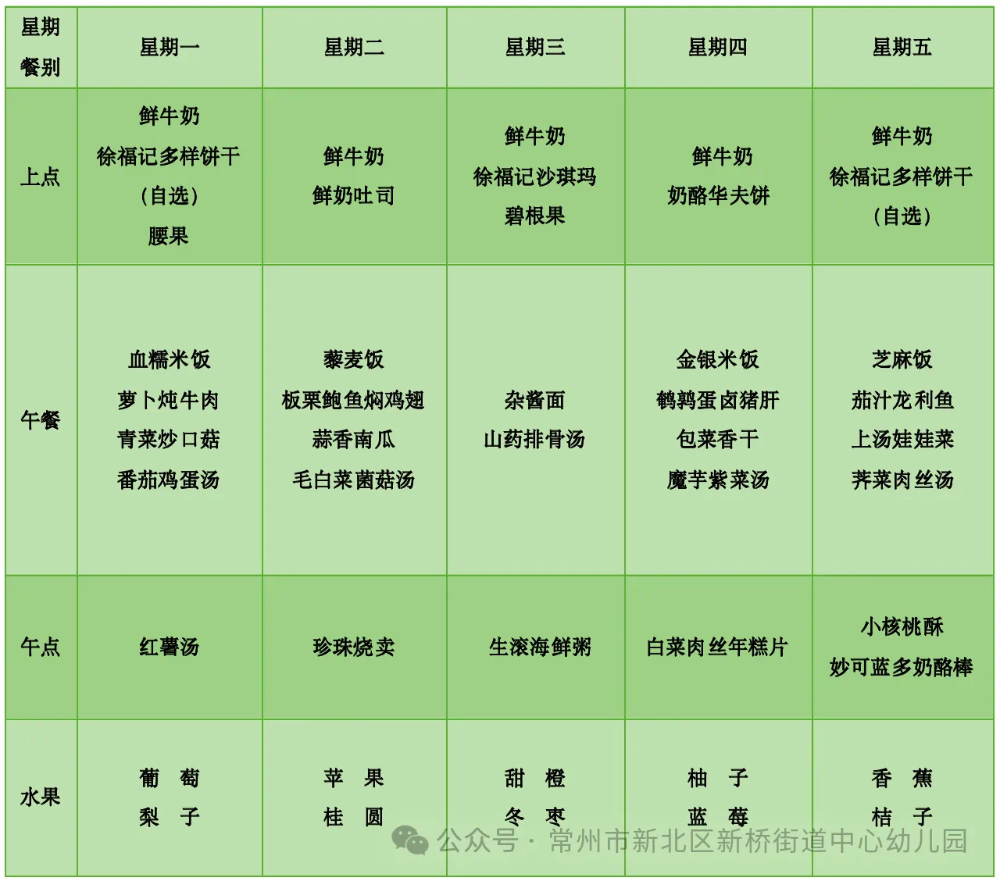 星期
餐别
星期一
星期二
星期三
星期四
星期五
上点
鲜牛奶
徐福记多样饼干
（自选）
腰果
鲜牛奶
鲜奶吐司
鲜牛奶
徐福记沙琪玛
碧根果
鲜牛奶
奶酪华夫饼
鲜牛奶
徐福记多样饼干
（自选）
午餐
血糯米饭
萝卜炖牛肉
青菜炒口菇
番茄鸡蛋汤
藜麦饭
板栗鲍鱼焖鸡翅
蒜香南瓜
毛白菜菌菇汤
杂酱面
山药排骨汤
金银米饭
鹌鹑蛋卤猪肝
包菜香干
魔芋紫菜汤
芝麻饭
茄汁龙利鱼
上汤娃娃菜
荠菜肉丝汤
午点
红薯汤
珍珠烧卖
生滚海鲜粥
白菜肉丝年糕片
小核桃酥
妙可蓝多奶酪棒
水果
葡 萄
梨 子
苹 果
桂 圆
甜 橙
冬 枣
柚 子
蓝 莓
香 蕉
桔 子
公众号·常州市新北区新桥街道中心幼儿园